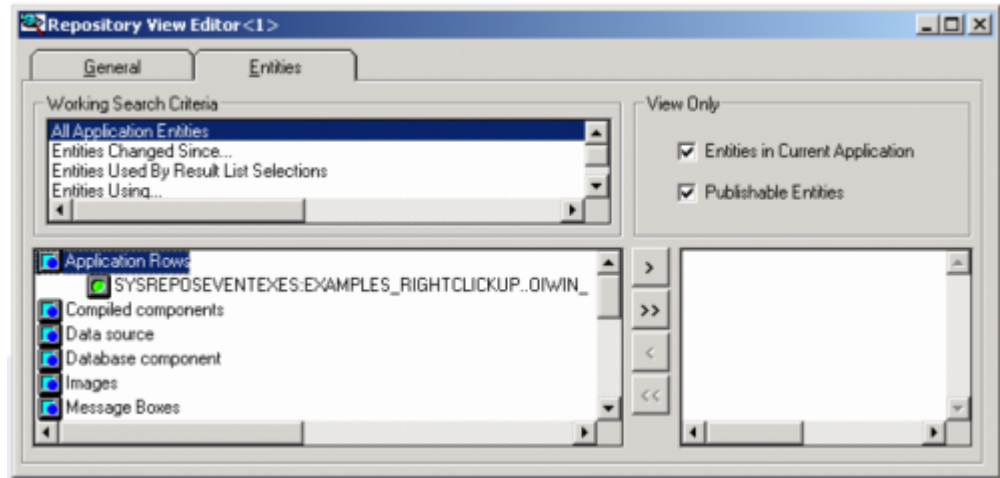 Repository View Editor<1>
General
Entities
Working Search Criteria
All Application Entities
Entities Changed Since...
Entities Used By Result List Selections
Entities Using...
View Only
Entities in Current Application
Publishable Entities
Application Rows
SYSREPOSEVENTEXES:EXAMPLES_RIGHTCLICKUP..OIWIN_
Compiled components
Data source
Database component
Images
Message Boxes
>
>>
<
<<